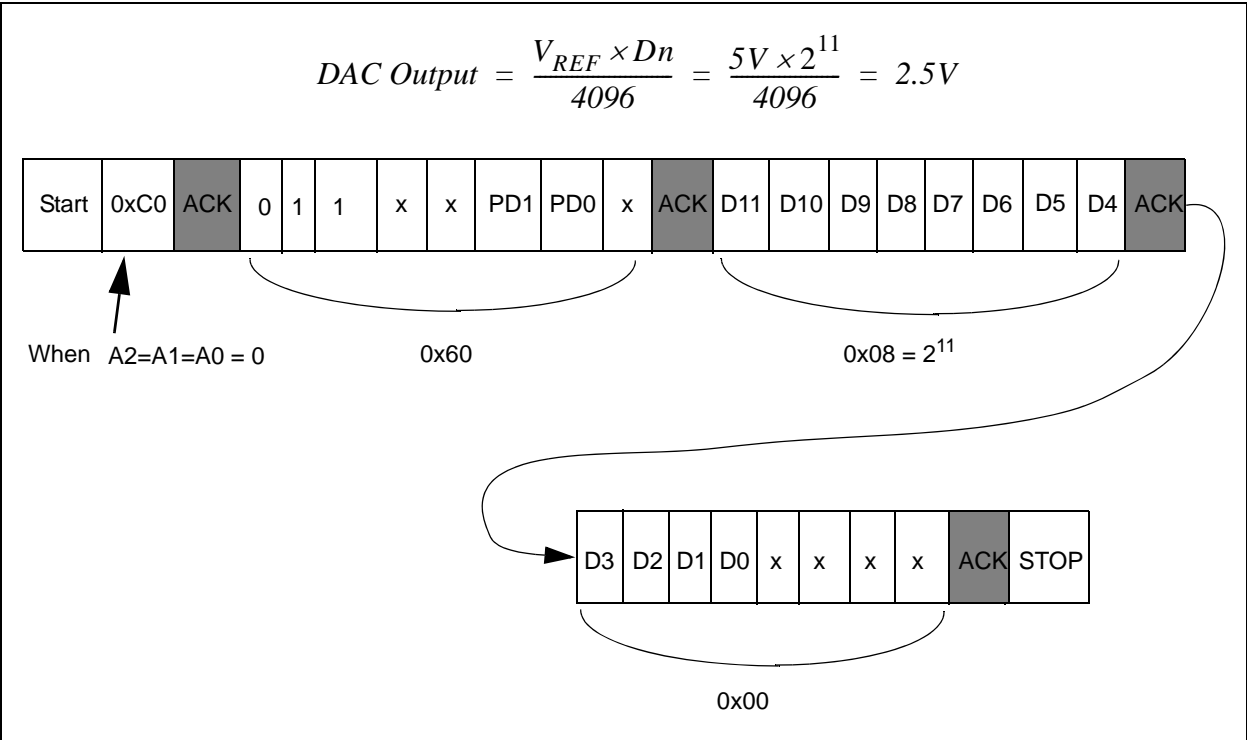 DAC Output = V_REF × Dn / 4096 = 5V × 2^11 / 4096 = 2.5V
Start 0xC0 ACK 0 1 1 x x PD1 PD0 x ACK D11 D10 D9 D8 D7 D6 D5 D4 ACK
When A2=A1=A0 = 0
0x60
0x08 = 2^11
D3 D2 D1 D0 x x x x ACK STOP
0x00